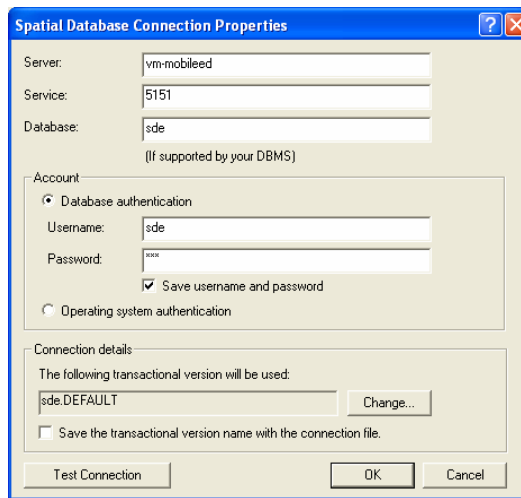 Spatial Database Connection Properties
Server: vm-mobileed
Service: 5151
Database: sde
(If supported by your DBMS)
Account
Database authentication
Username: sde
Password: ***
Save username and password
Operating system authentication
Connection details
The following transactional version will be used:
sde.DEFAULT Change...
Save the transactional version name with the connection file.
Test Connection OK Cancel